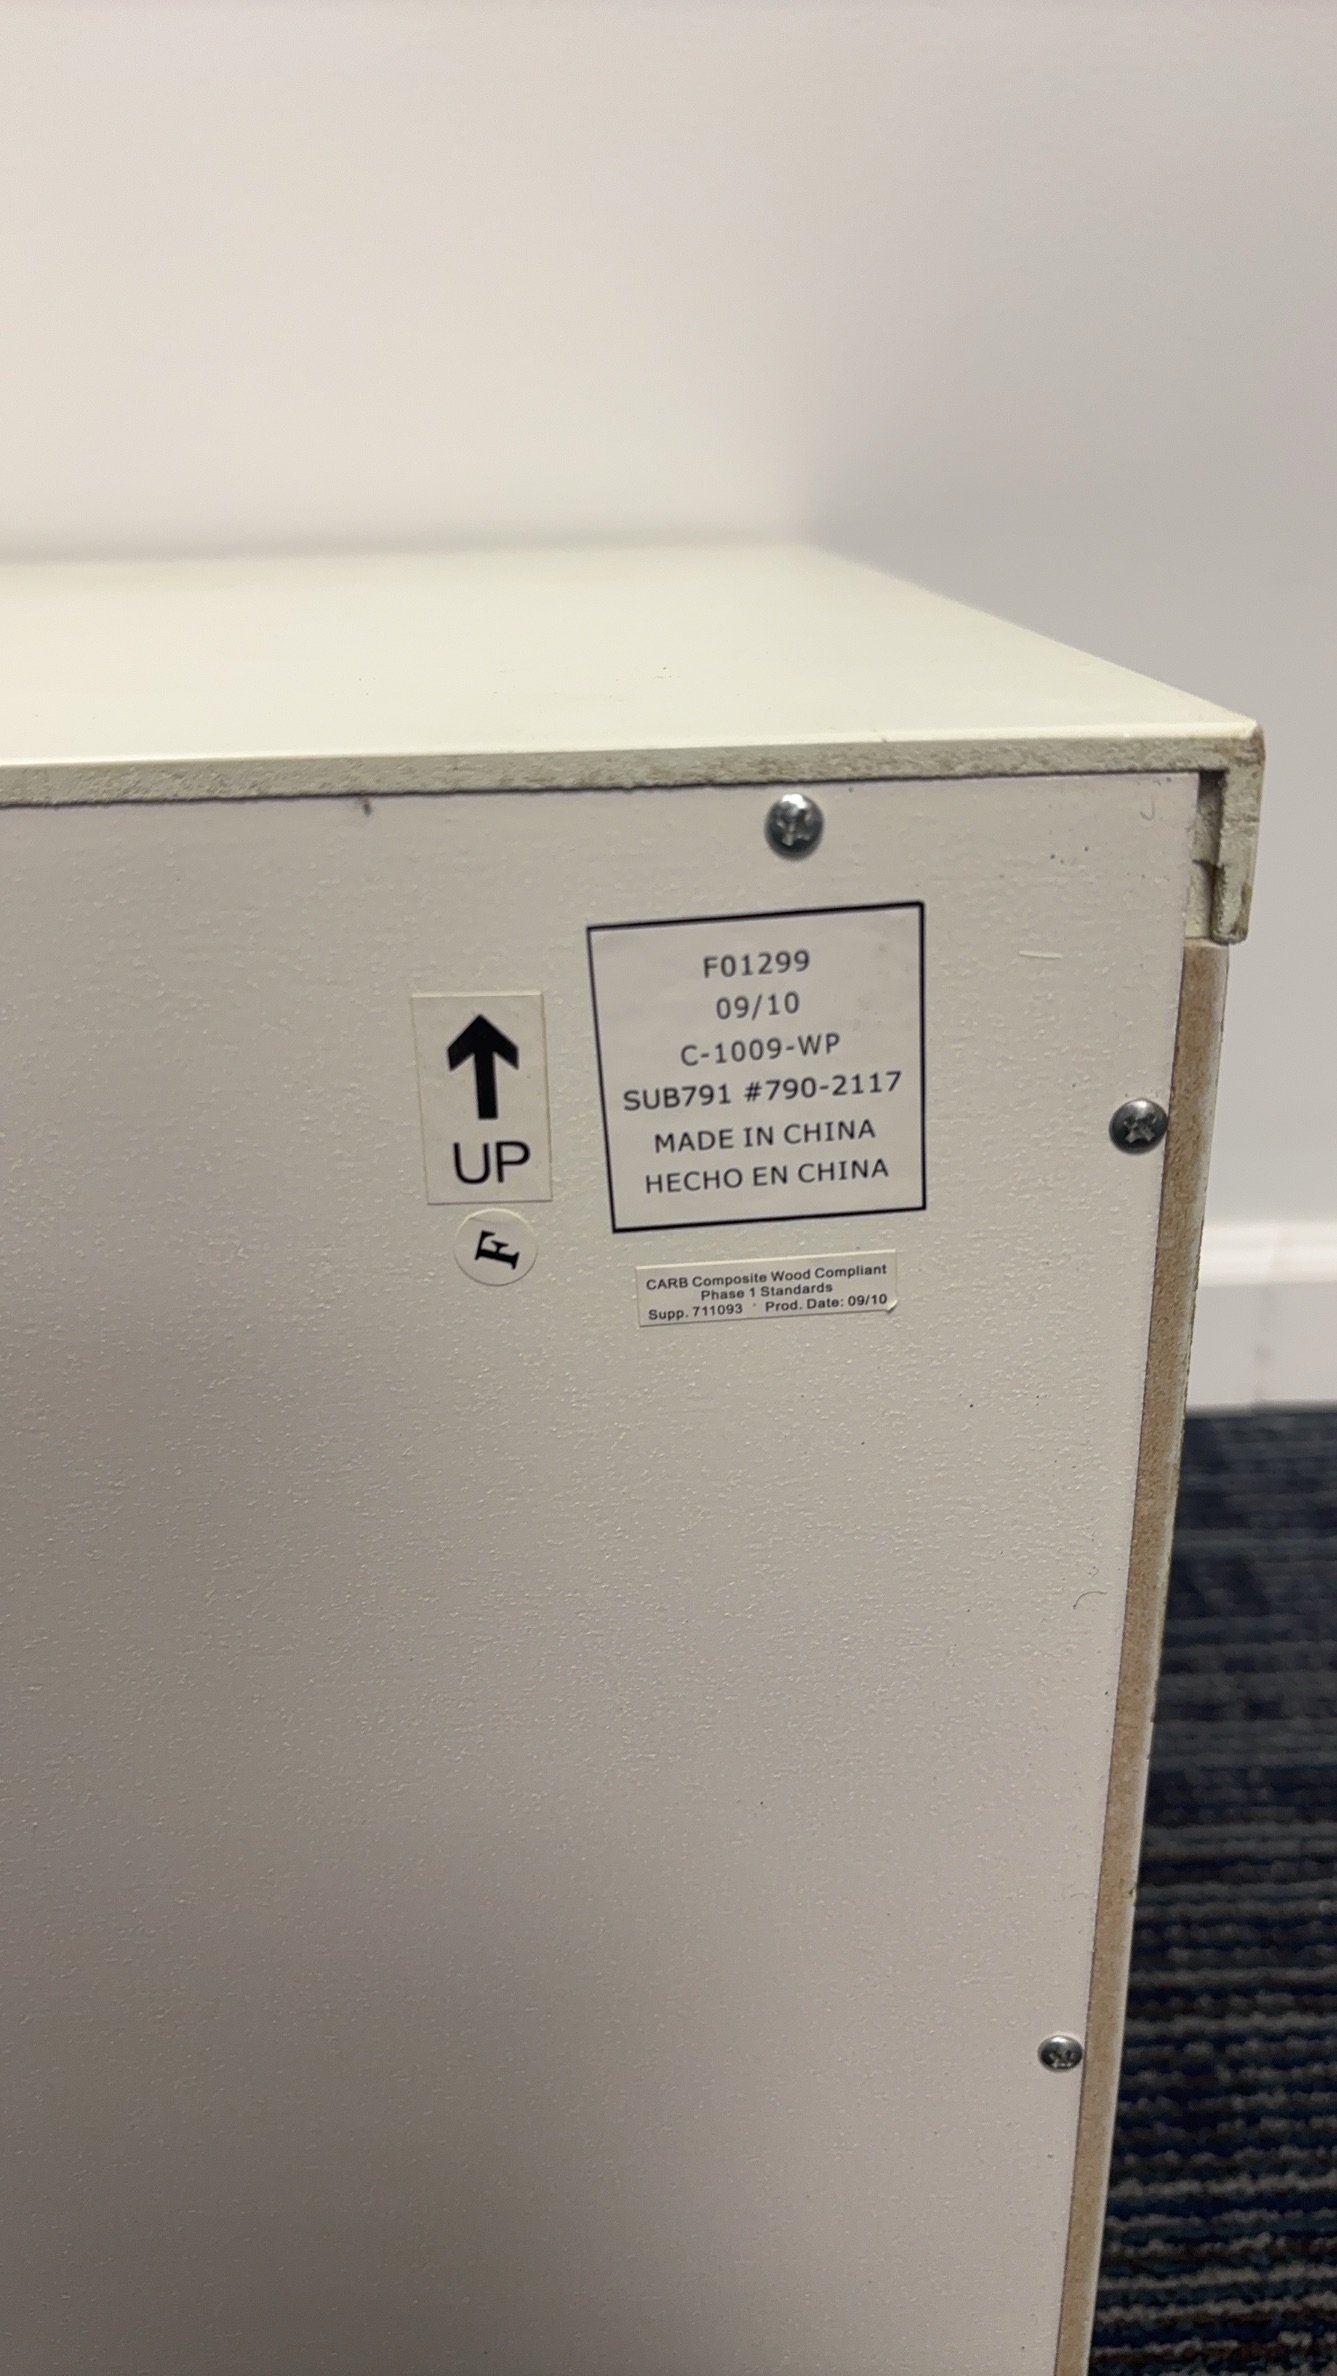 F01299
09/10
C-1009-WP
SUB791 #790-2117
MADE IN CHINA
HECHO EN CHINA
UP
F
CARB Composite Wood Compliant
Phase 1 Standards
Supp. 711093 · Prod. Date: 09/10